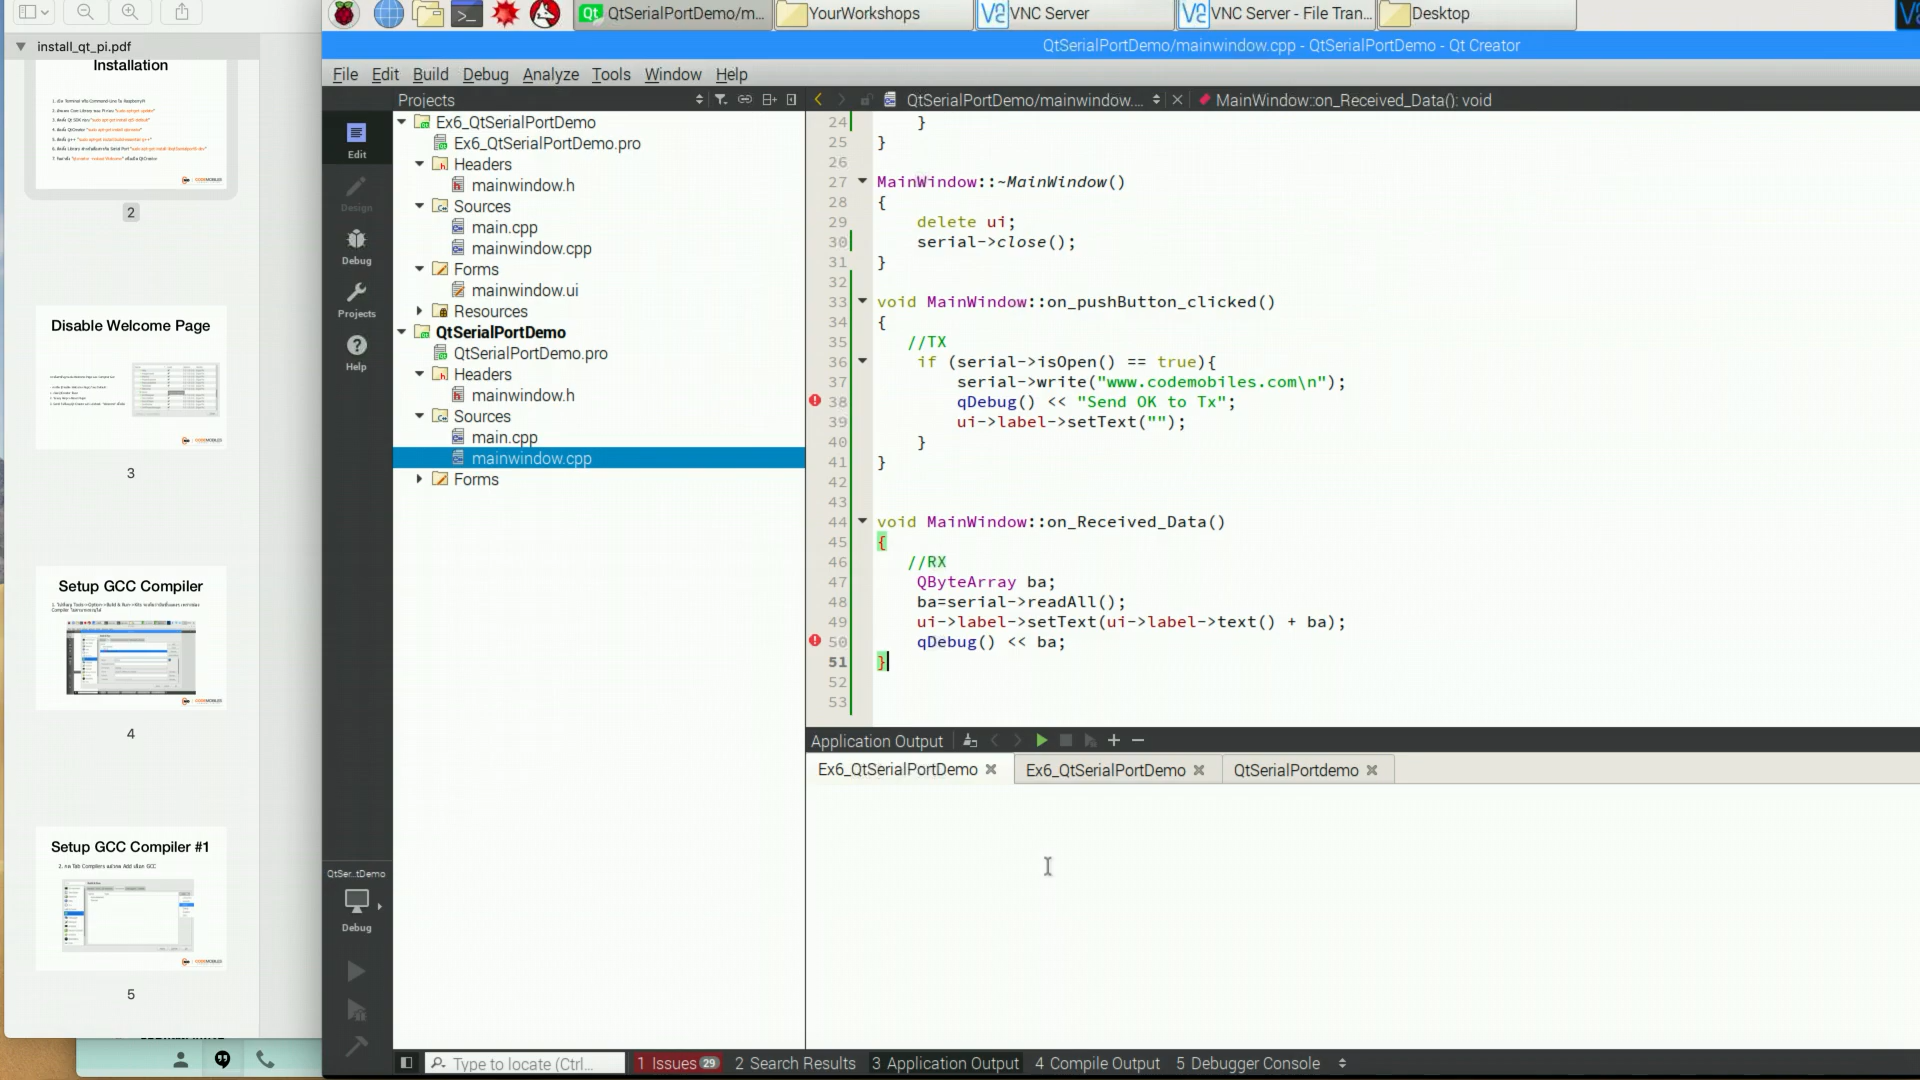 QtSerialPortDemo/m...
YourWorkshops
VNC Server
VNC Server - File Tran...
Desktop
install_qt_pi.pdf
Installation
2
Disable Welcome Page
3
Setup GCC Compiler
4
Setup GCC Compiler #1
5
QtSerialPortDemo/mainwindow.cpp - QtSerialPortDemo - Qt Creator
File Edit Build Debug Analyze Tools Window Help
Projects
QtSerialPortDemo/mainwindow....
MainWindow::on_Received_Data(): void
Edit
Design
Debug
Projects
Help
QtSer...tDemo
Debug
Ex6_QtSerialPortDemo
Ex6_QtSerialPortDemo.pro
Headers
mainwindow.h
Sources
main.cpp
mainwindow.cpp
Forms
mainwindow.ui
Resources
QtSerialPortDemo
QtSerialPortDemo.pro
Headers
mainwindow.h
Sources
main.cpp
mainwindow.cpp
Forms
24 }
25 }
26
27 MainWindow::~MainWindow()
28 {
29 delete ui;
30 serial->close();
31 }
32
33 void MainWindow::on_pushButton_clicked()
34 {
35 //TX
36 if (serial->isOpen() == true){
37 serial->write("www.codemobiles.com\n");
38 qDebug() << "Send OK to Tx";
39 ui->label->setText("");
40 }
41 }
42
43
44 void MainWindow::on_Received_Data()
45 {
46 //RX
47 QByteArray ba;
48 ba=serial->readAll();
49 ui->label->setText(ui->label->text() + ba);
50 qDebug() << ba;
51 }
52
53
Application Output
Ex6_QtSerialPortDemo
Ex6_QtSerialPortDemo
QtSerialPortdemo
Type to locate (Ctrl...
1 Issues 29
2 Search Results
3 Application Output
4 Compile Output
5 Debugger Console